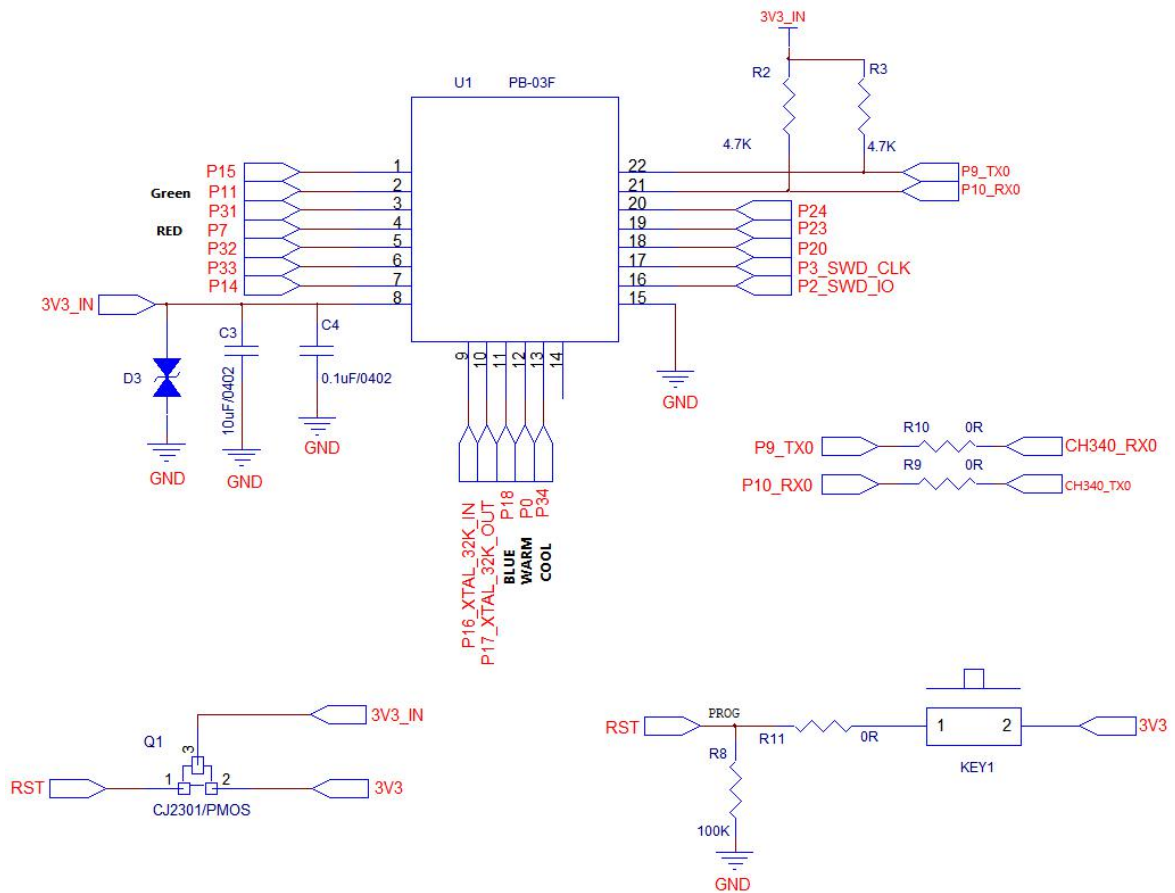 3V3_IN
U1 PB-03F
R2
R3
4.7K
4.7K
P15
1
Green
P11
2
P31
3
RED
P7
4
P32
5
P33
6
P14
7
3V3_IN
8
22
P9_TX0
21
P10_RX0
20
P24
19
P23
18
P20
17
P3_SWD_CLK
16
P2_SWD_IO
15
GND
9
10
11
12
13
14
P16_XTAL_32K_IN
P17_XTAL_32K_OUT
P18
P0
P34
BLUE
WARM
COOL
D3
C3
10uF/0402
C4
0.1uF/0402
GND
GND
GND
P9_TX0
R10
0R
CH340_RX0
P10_RX0
R9
0R
CH340_TX0
3V3_IN
Q1
3
RST
1
2
3V3
CJ2301/PMOS
RST
PROG
R11
0R
1
2
3V3
KEY1
R8
100K
GND